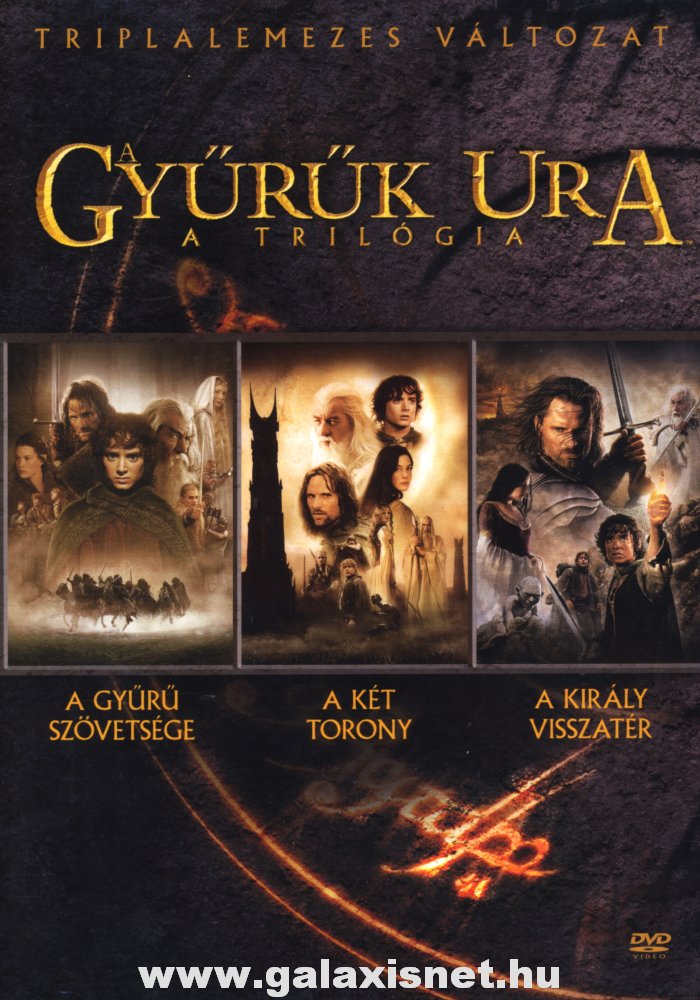 TRIPLALEMEZES VÁLTOZAT
A GYŰRŰK URA
A TRILÓGIA
A GYŰRŰ
SZÖVETSÉGE
A KÉT
TORONY
A KIRÁLY
VISSZATÉR
DVD
VIDEO
www.galaxisnet.hu